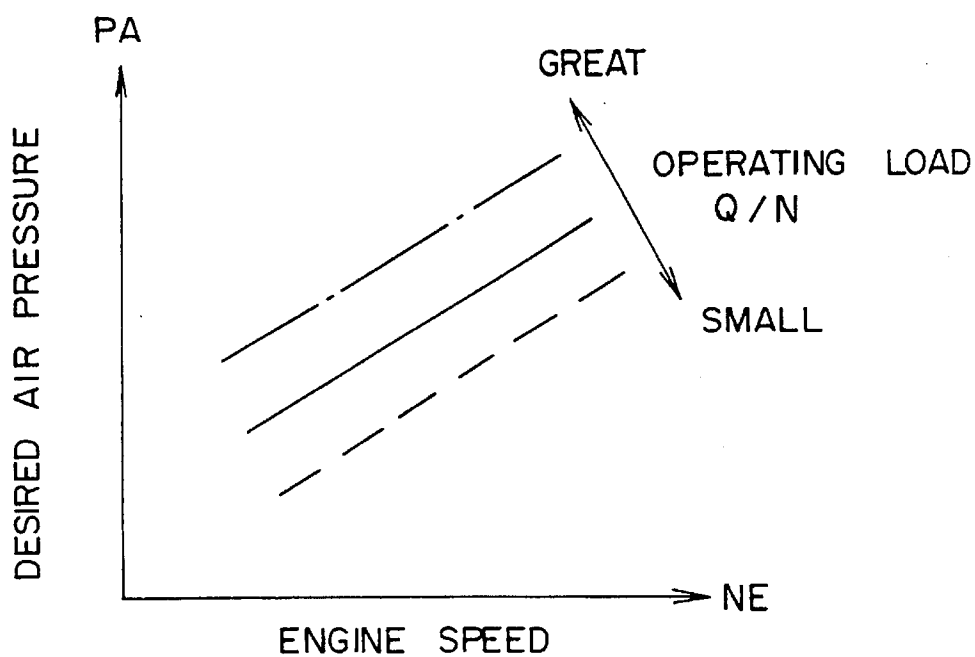 PA
GREAT
OPERATING LOAD
Q/N
SMALL
DESIRED AIR PRESSURE
NE
ENGINE SPEED